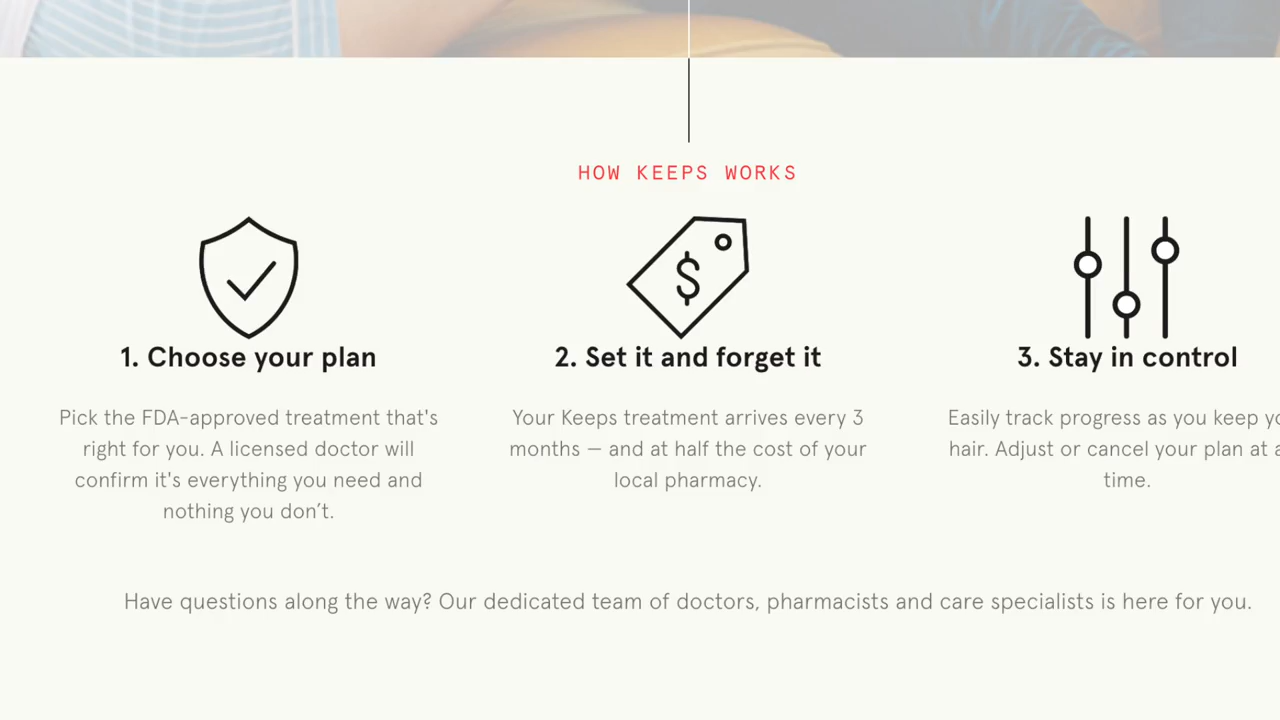 HOW KEEPS WORKS
$
1. Choose your plan
Pick the FDA-approved treatment that's
right for you. A licensed doctor will
confirm it's everything you need and
nothing you don’t.
2. Set it and forget it
Your Keeps treatment arrives every 3
months — and at half the cost of your
local pharmacy.
3. Stay in control
Easily track progress as you keep
hair. Adjust or cancel your plan at
time.
Have questions along the way? Our dedicated team of doctors, pharmacists and care specialists is here for you.